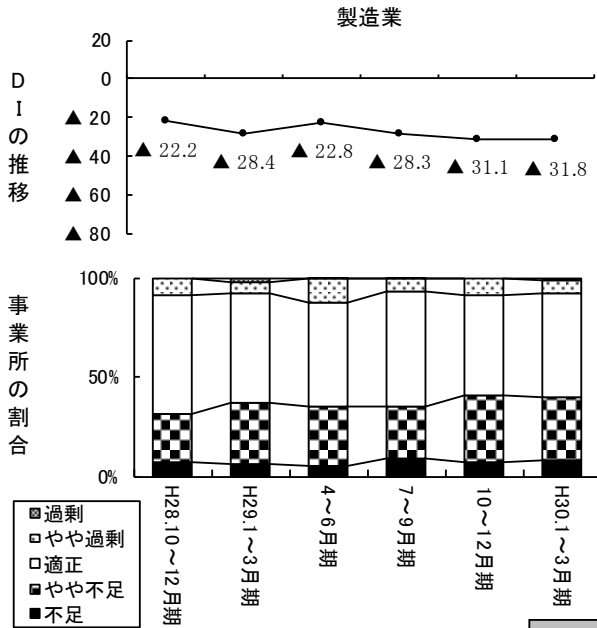 製造業
20
0
▲ 20
▲ 40
▲ 60
▲ 80
DIの推移
▲ 22.2
▲ 28.4
▲ 22.8
▲ 28.3
▲ 31.1
▲ 31.8
100%
50%
0%
事業所の割合
H28.10～12月期
H29.1～3月期
4～6月期
7～9月期
10～12月期
H30.1～3月期
過剰
やや過剰
適正
やや不足
不足